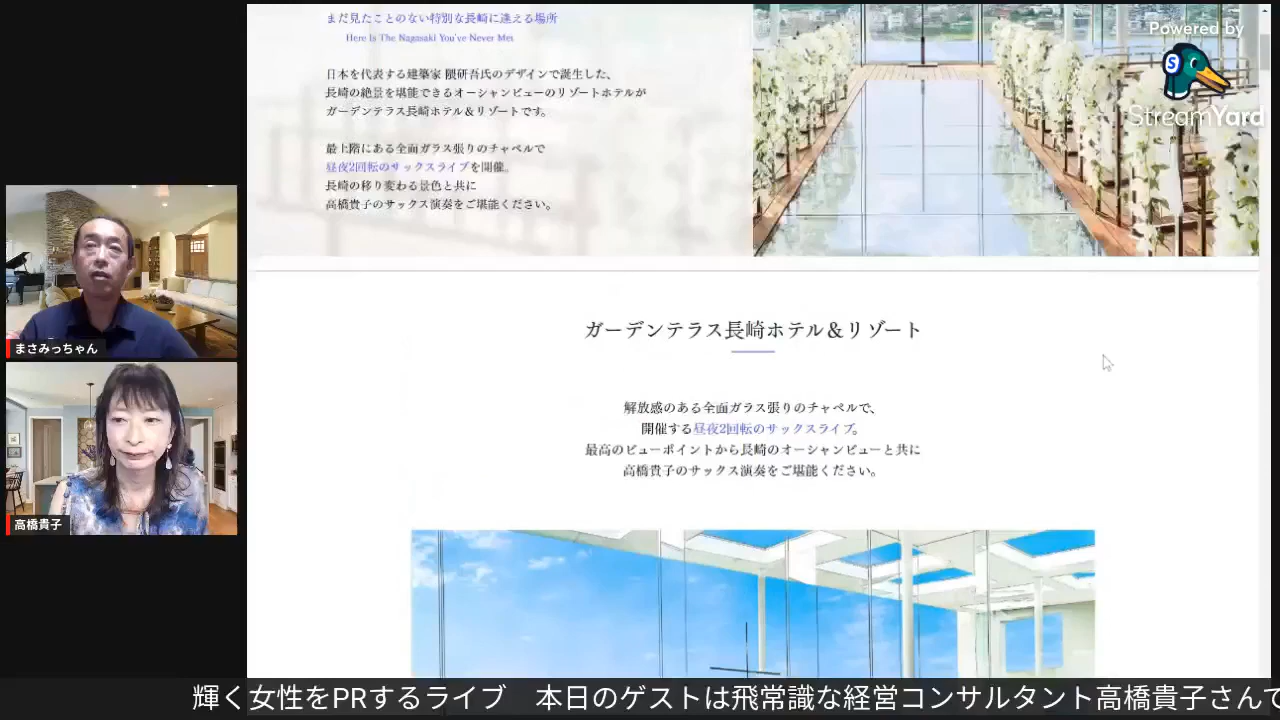 まだ見たことのない特別な長崎に逢える場所
Here Is The Nagasaki You've Never Met
日本を代表する建築家 隈研吾氏のデザインで誕生した、
長崎の絶景を堪能できるオーシャンビューのリゾートホテルが
ガーデンテラス長崎ホテル＆リゾートです。
最上階にある全面ガラス張りのチャペルで
昼夜2回転のサックスライブを開催。
長崎の移り変わる景色と共に
高橋貴子のサックス演奏をご堪能ください。
Powered by
S
StreamYard
ガーデンテラス長崎ホテル＆リゾート
解放感のある全面ガラス張りのチャペルで、
開催する昼夜2回転のサックスライブ。
最高のビューポイントから長崎のオーシャンビューと共に
高橋貴子のサックス演奏をご堪能ください。
まさみっちゃん
高橋貴子
輝く女性をPRするライブ　本日のゲストは飛常識な経営コンサルタント高橋貴子さんで